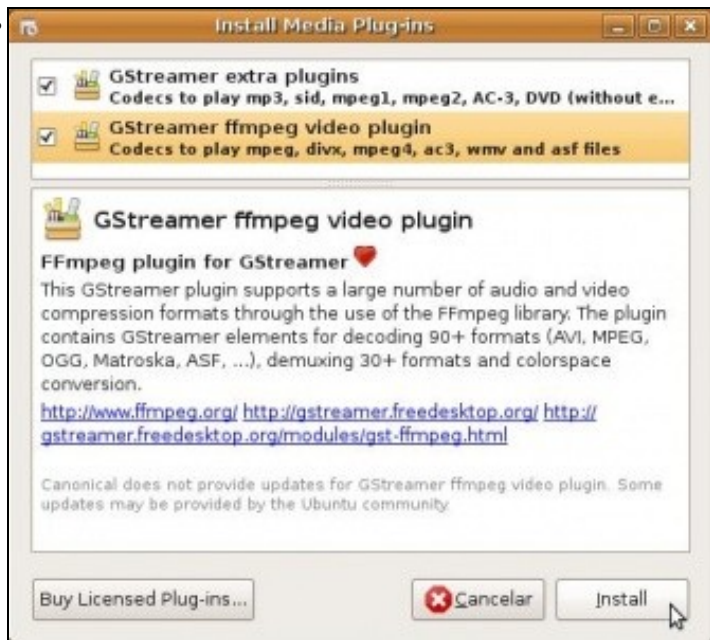 Install Media Plug-ins
GStreamer extra plugins
Codecs to play mp3, sid, mpeg1, mpeg2, AC-3, DVD (without e...
GStreamer ffmpeg video plugin
Codecs to play mpeg, divx, mpeg4, ac3, wmv and asf files
GStreamer ffmpeg video plugin
FFmpeg plugin for GStreamer
This GStreamer plugin supports a large number of audio and video
compression formats through the use of the FFmpeg library. The plugin
contains GStreamer elements for decoding 90+ formats (AVI, MPEG,
OGG, Matroska, ASF, ...), demuxing 30+ formats and colorspace
conversion.
http://www.ffmpeg.org/ http://gstreamer.freedesktop.org/ http://
gstreamer.freedesktop.org/modules/gst-ffmpeg.html
Canonical does not provide updates for GStreamer ffmpeg video plugin. Some
updates may be provided by the Ubuntu community
Buy Licensed Plug-ins...
Cancelar
Install